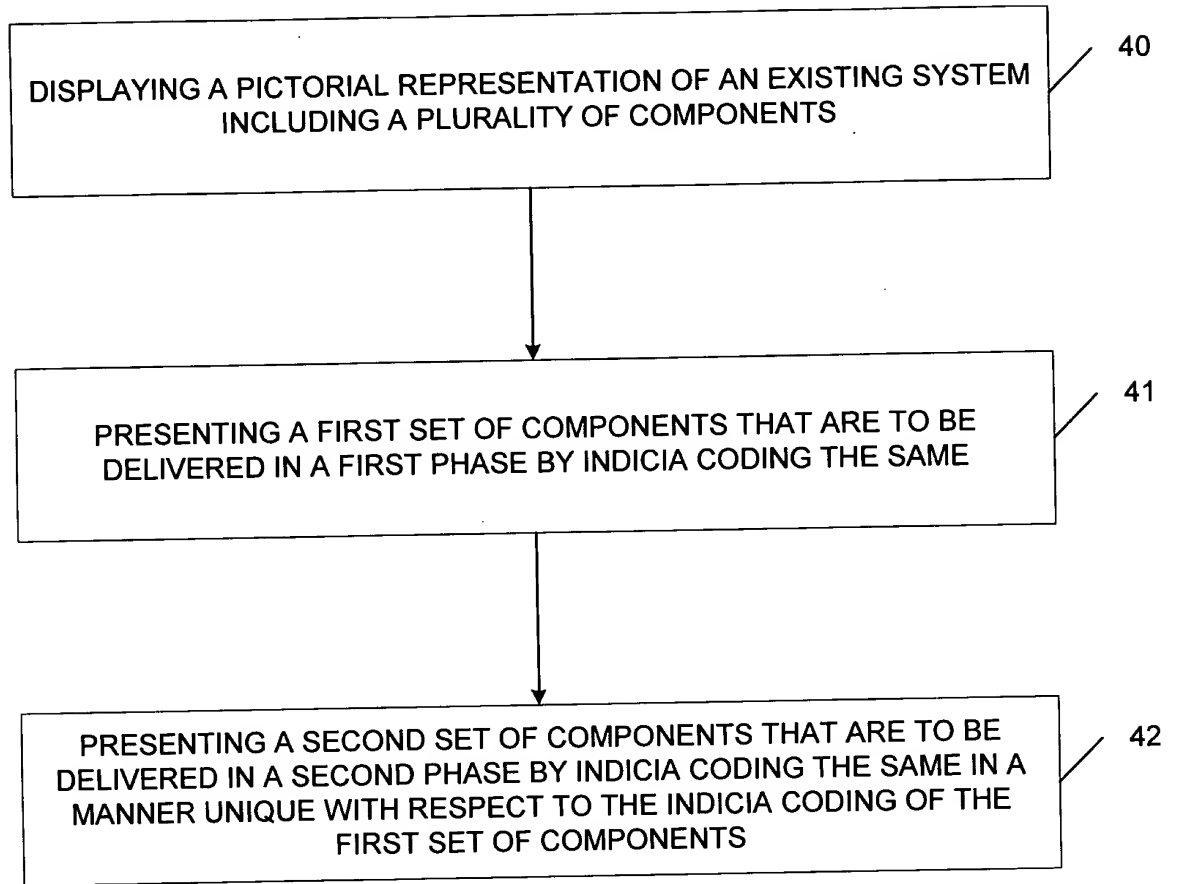 DISPLAYING A PICTORIAL REPRESENTATION OF AN EXISTING SYSTEM
INCLUDING A PLURALITY OF COMPONENTS
40
PRESENTING A FIRST SET OF COMPONENTS THAT ARE TO BE
DELIVERED IN A FIRST PHASE BY INDICIA CODING THE SAME
41
PRESENTING A SECOND SET OF COMPONENTS THAT ARE TO BE
DELIVERED IN A SECOND PHASE BY INDICIA CODING THE SAME IN A
MANNER UNIQUE WITH RESPECT TO THE INDICIA CODING OF THE
FIRST SET OF COMPONENTS
42